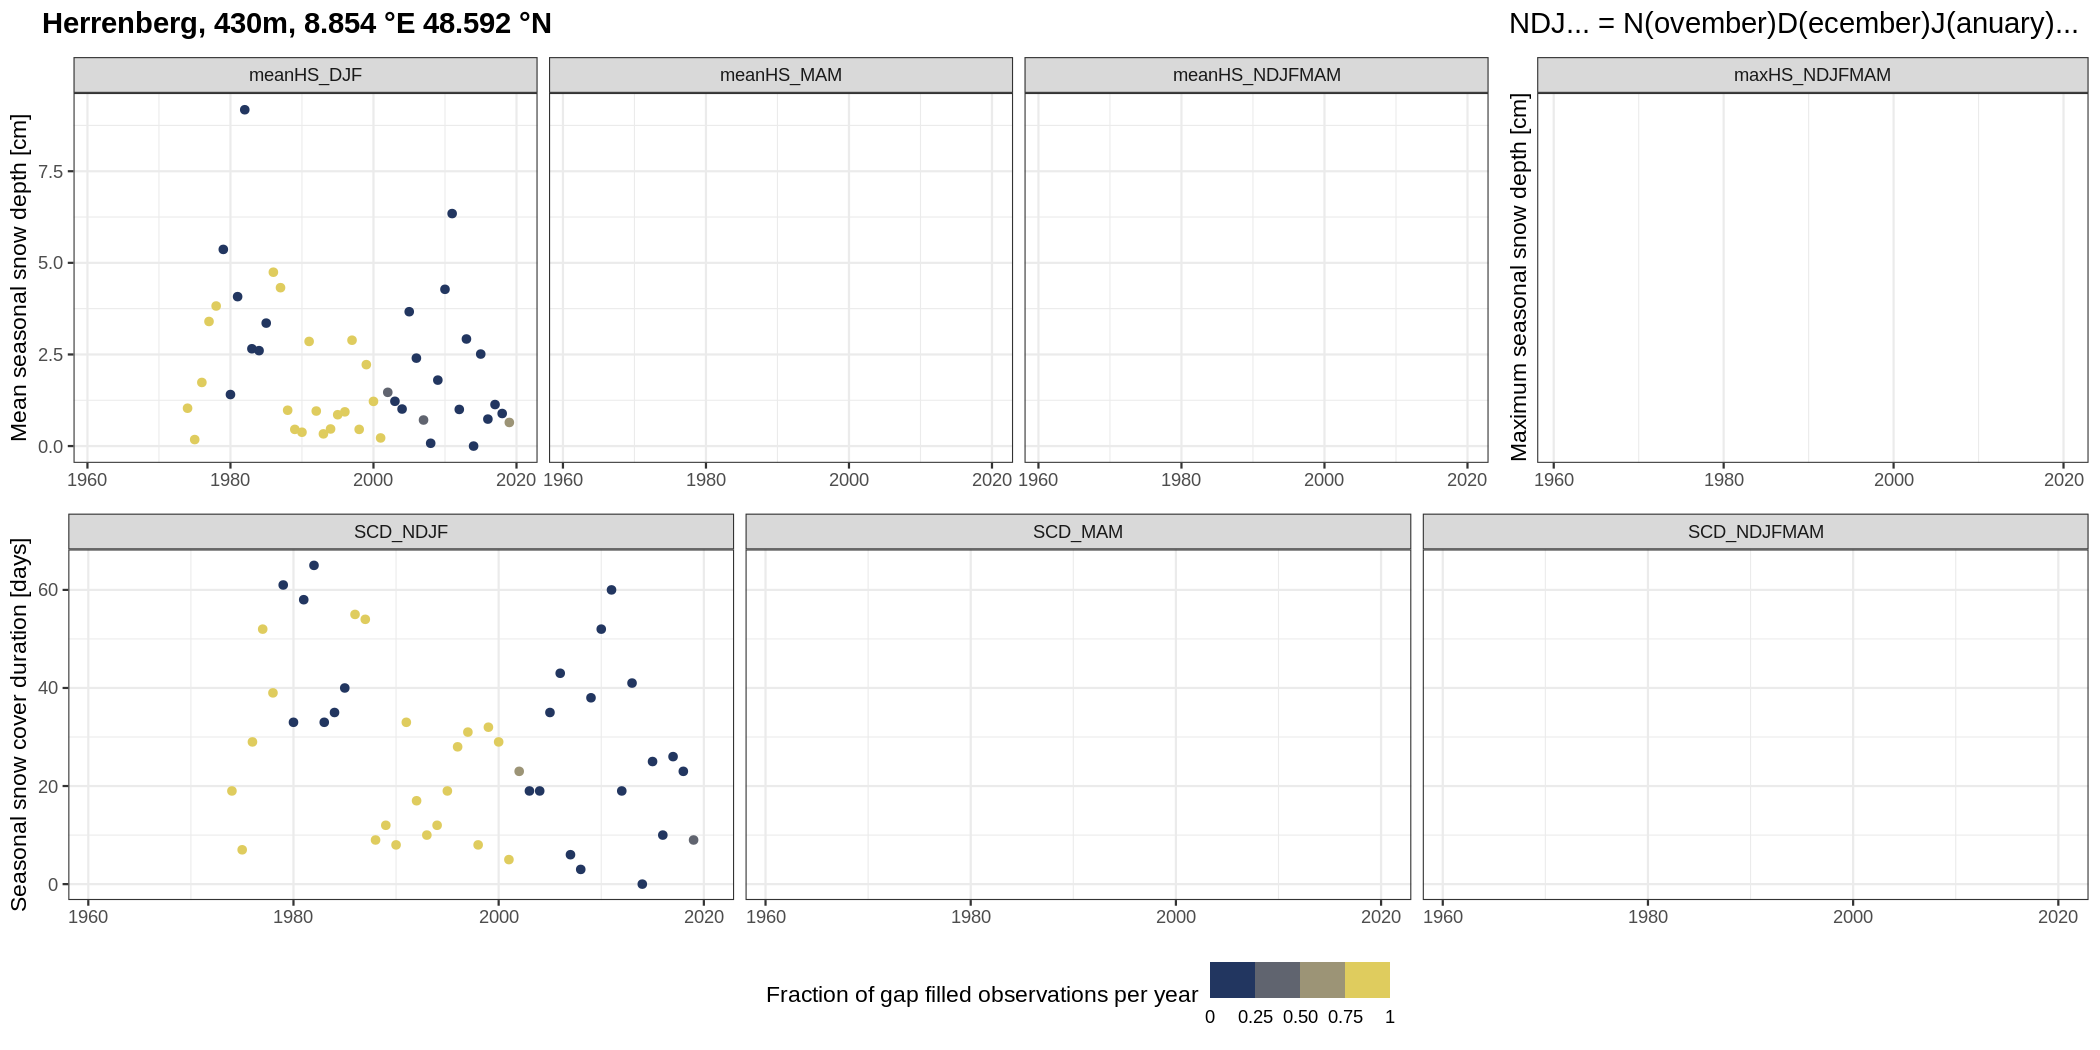 Herrenberg, 430m, 8.854 °E 48.592 °N
NDJ... = N(ovember)D(ecember)J(anuary)...
meanHS_DJF
meanHS_MAM
meanHS_NDJFMAM
maxHS_NDJFMAM
Mean seasonal snow depth [cm]
7.5
5.0
2.5
0.0
1960 1980 2000 2020
1960 1980 2000 2020
1960 1980 2000 2020
Maximum seasonal snow depth [cm]
1960 1980 2000 2020
SCD_NDJF
SCD_MAM
SCD_NDJFMAM
Seasonal snow cover duration [days]
60
40
20
0
1960 1980 2000 2020
1960 1980 2000 2020
1960 1980 2000 2020
Fraction of gap filled observations per year
0 0.25 0.50 0.75 1